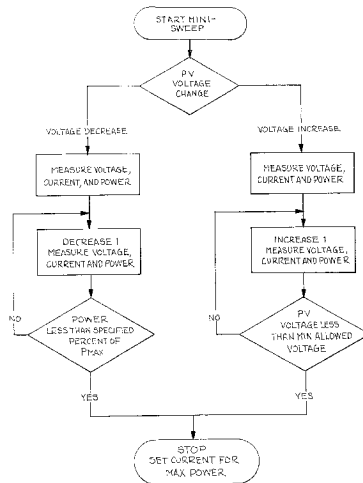 START MINI-
SWEEP
PV
VOLTAGE
CHANGE
VOLTAGE DECREASE
VOLTAGE INCREASE
MEASURE VOLTAGE,
CURRENT, AND POWER
MEASURE VOLTAGE,
CURRENT AND POWER
DECREASE I
MEASURE VOLTAGE,
CURRENT AND POWER
INCREASE I
MEASURE VOLTAGE,
CURRENT AND POWER
NO
POWER
LESS THAN SPECIFIED
PERCENT OF
PMAX
NO
PV
VOLTAGE LESS
THAN MIN ALLOWED
VOLTAGE
YES
YES
STOP
SET CURRENT FOR
MAX POWER